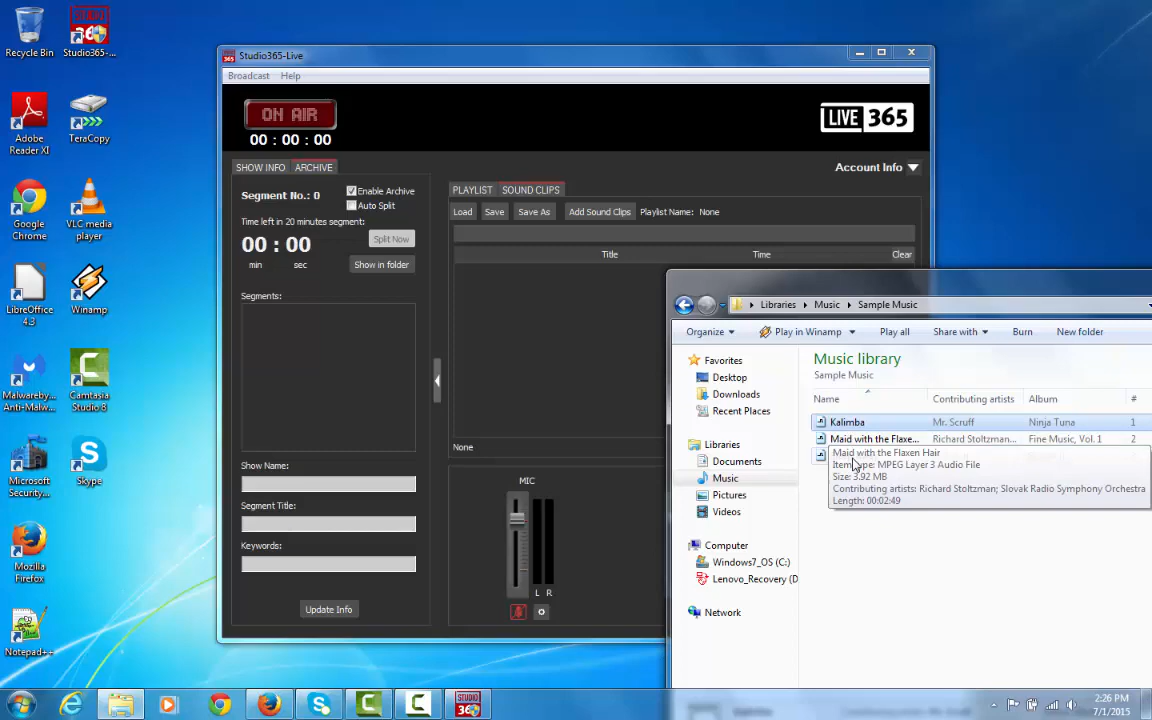 Recycle Bin
Studio365-...
Adobe
Reader XI
TeraCopy
Google
Chrome
VLC media
player
LibreOffice
4.3
Winamp
Malwareby...
Anti-Malw...
Camtasia
Studio 8
Microsoft
Security...
Skype
Mozilla
Firefox
Notepad++
STUDIO
365
Studio365-Live
Broadcast Help
ON AIR
00 : 00 : 00
LIVE 365
SHOW INFO ARCHIVE
Account Info
Segment No.: 0
Enable Archive
Auto Split
Time left in 20 minutes segment:
00 : 00
min sec
Split Now
Show in folder
Segments:
Show Name:
Segment Title:
Keywords:
Update Info
PLAYLIST SOUND CLIPS
Load Save Save As Add Sound Clips Playlist Name: None
Title Time Clear
None
MIC
L R
Libraries Music Sample Music
Organize Play in Winamp Play all Share with Burn New folder
Favorites
Desktop
Downloads
Recent Places
Libraries
Documents
Music
Pictures
Videos
Computer
Windows7_OS (C:)
Lenovo_Recovery (D
Network
Music library
Sample Music
Name Contributing artists Album #
Kalimba Mr. Scruff Ninja Tuna 1
Maid with the Flaxe... Richard Stoltzman... Fine Music, Vol. 1 2
Maid with the Flaxen Hair
Item type: MPEG Layer 3 Audio File
Size: 3.92 MB
Contributing artists: Richard Stoltzman; Slovak Radio Symphony Orchestra
Length: 00:02:49
STUDIO
365
2:26 PM
7/1/2015